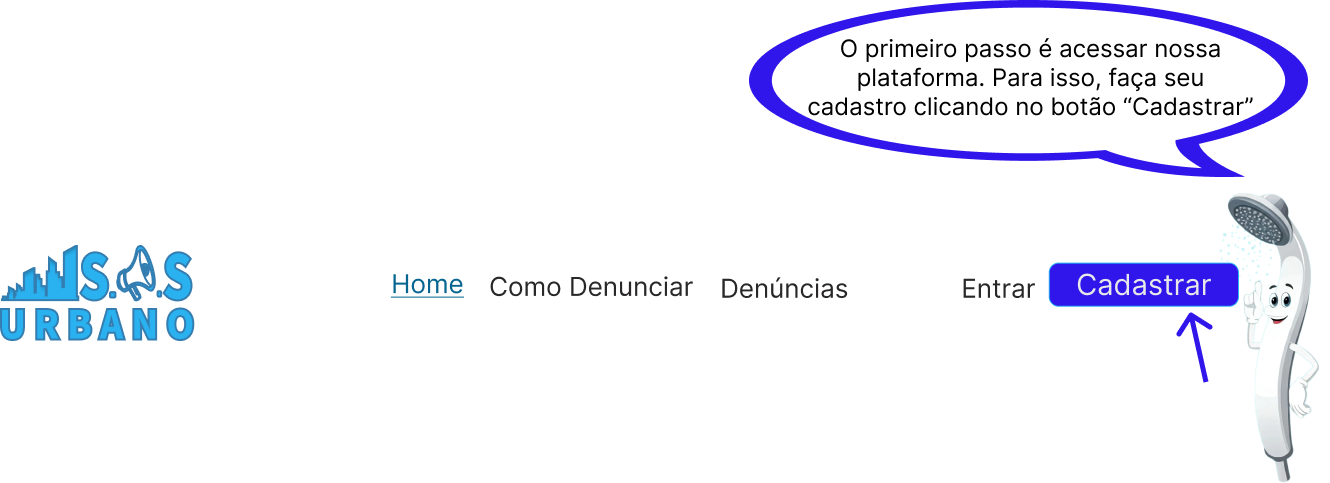 O primeiro passo é acessar nossa
plataforma. Para isso, faça seu
cadastro clicando no botão “Cadastrar”
S.O.S
URBANO
Home
Como Denunciar
Denúncias
Entrar
Cadastrar